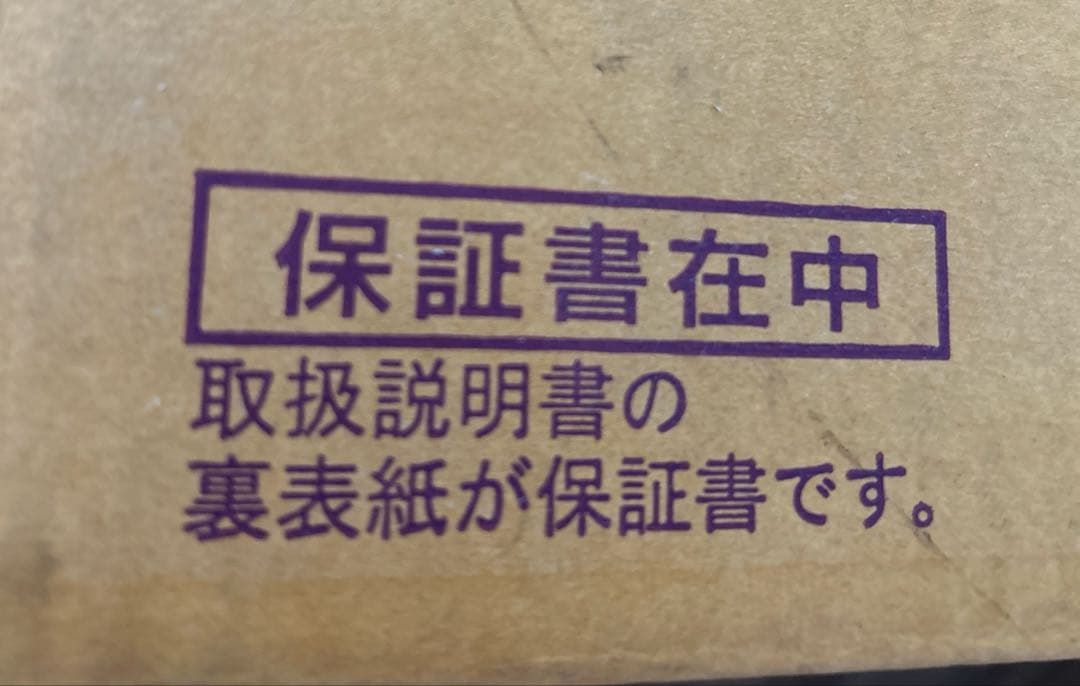 保証書在中
取扱説明書の
裏表紙が保証書です。